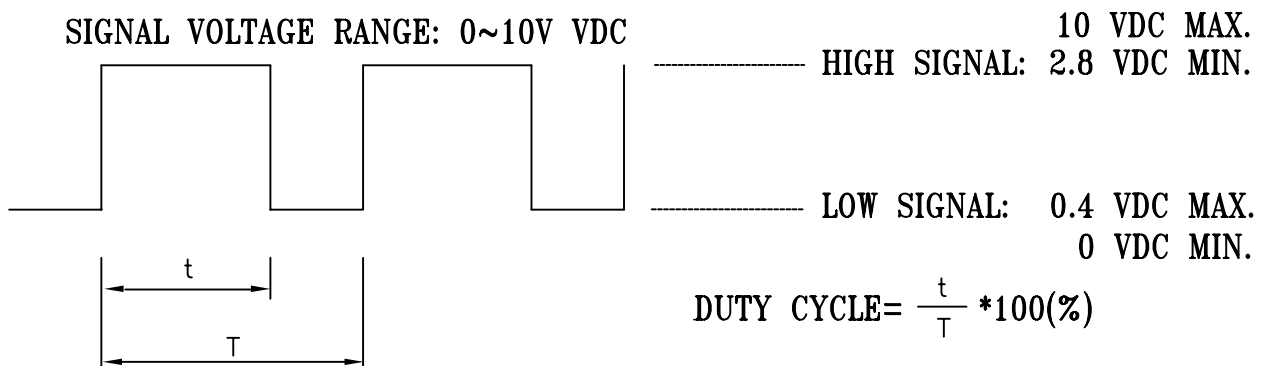 SIGNAL VOLTAGE RANGE: 0~10V VDC
10 VDC MAX.
HIGH SIGNAL: 2.8 VDC MIN.
LOW SIGNAL: 0.4 VDC MAX.
0 VDC MIN.
t
T
DUTY CYCLE= t/T *100(%)